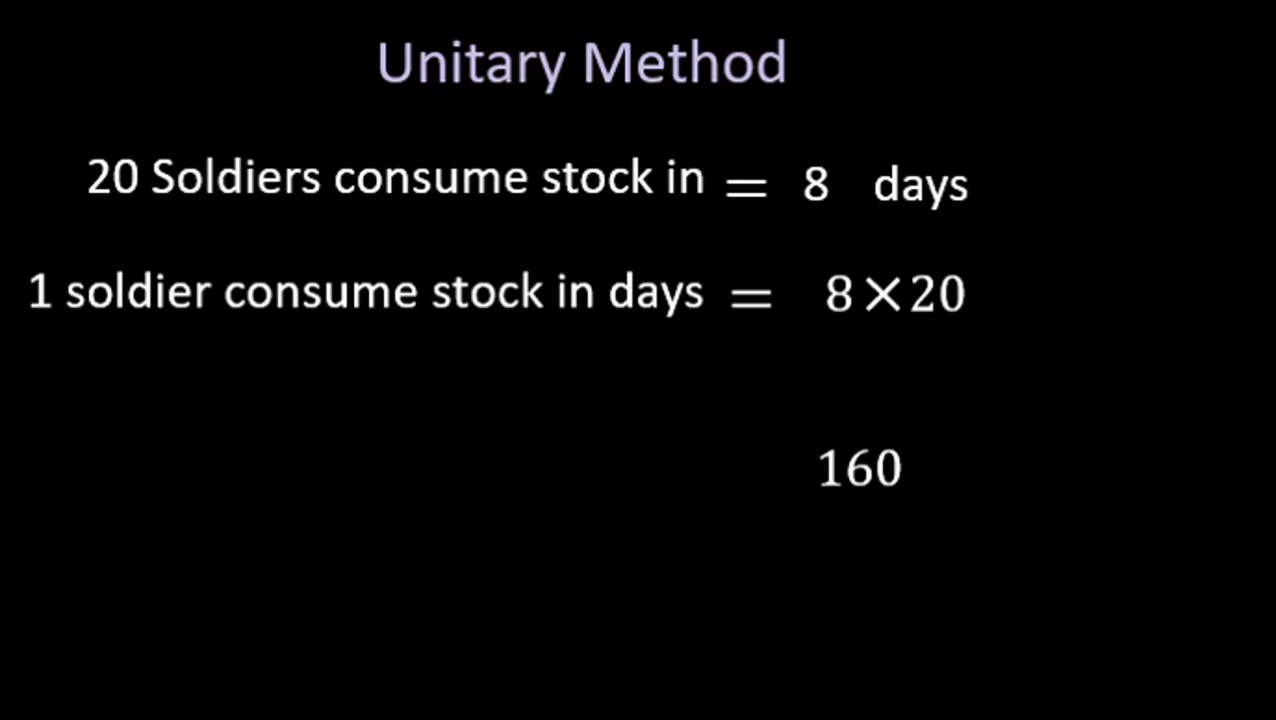 Unitary Method
20 Soldiers consume stock in = 8 days
1 soldier consume stock in days = 8×20
160